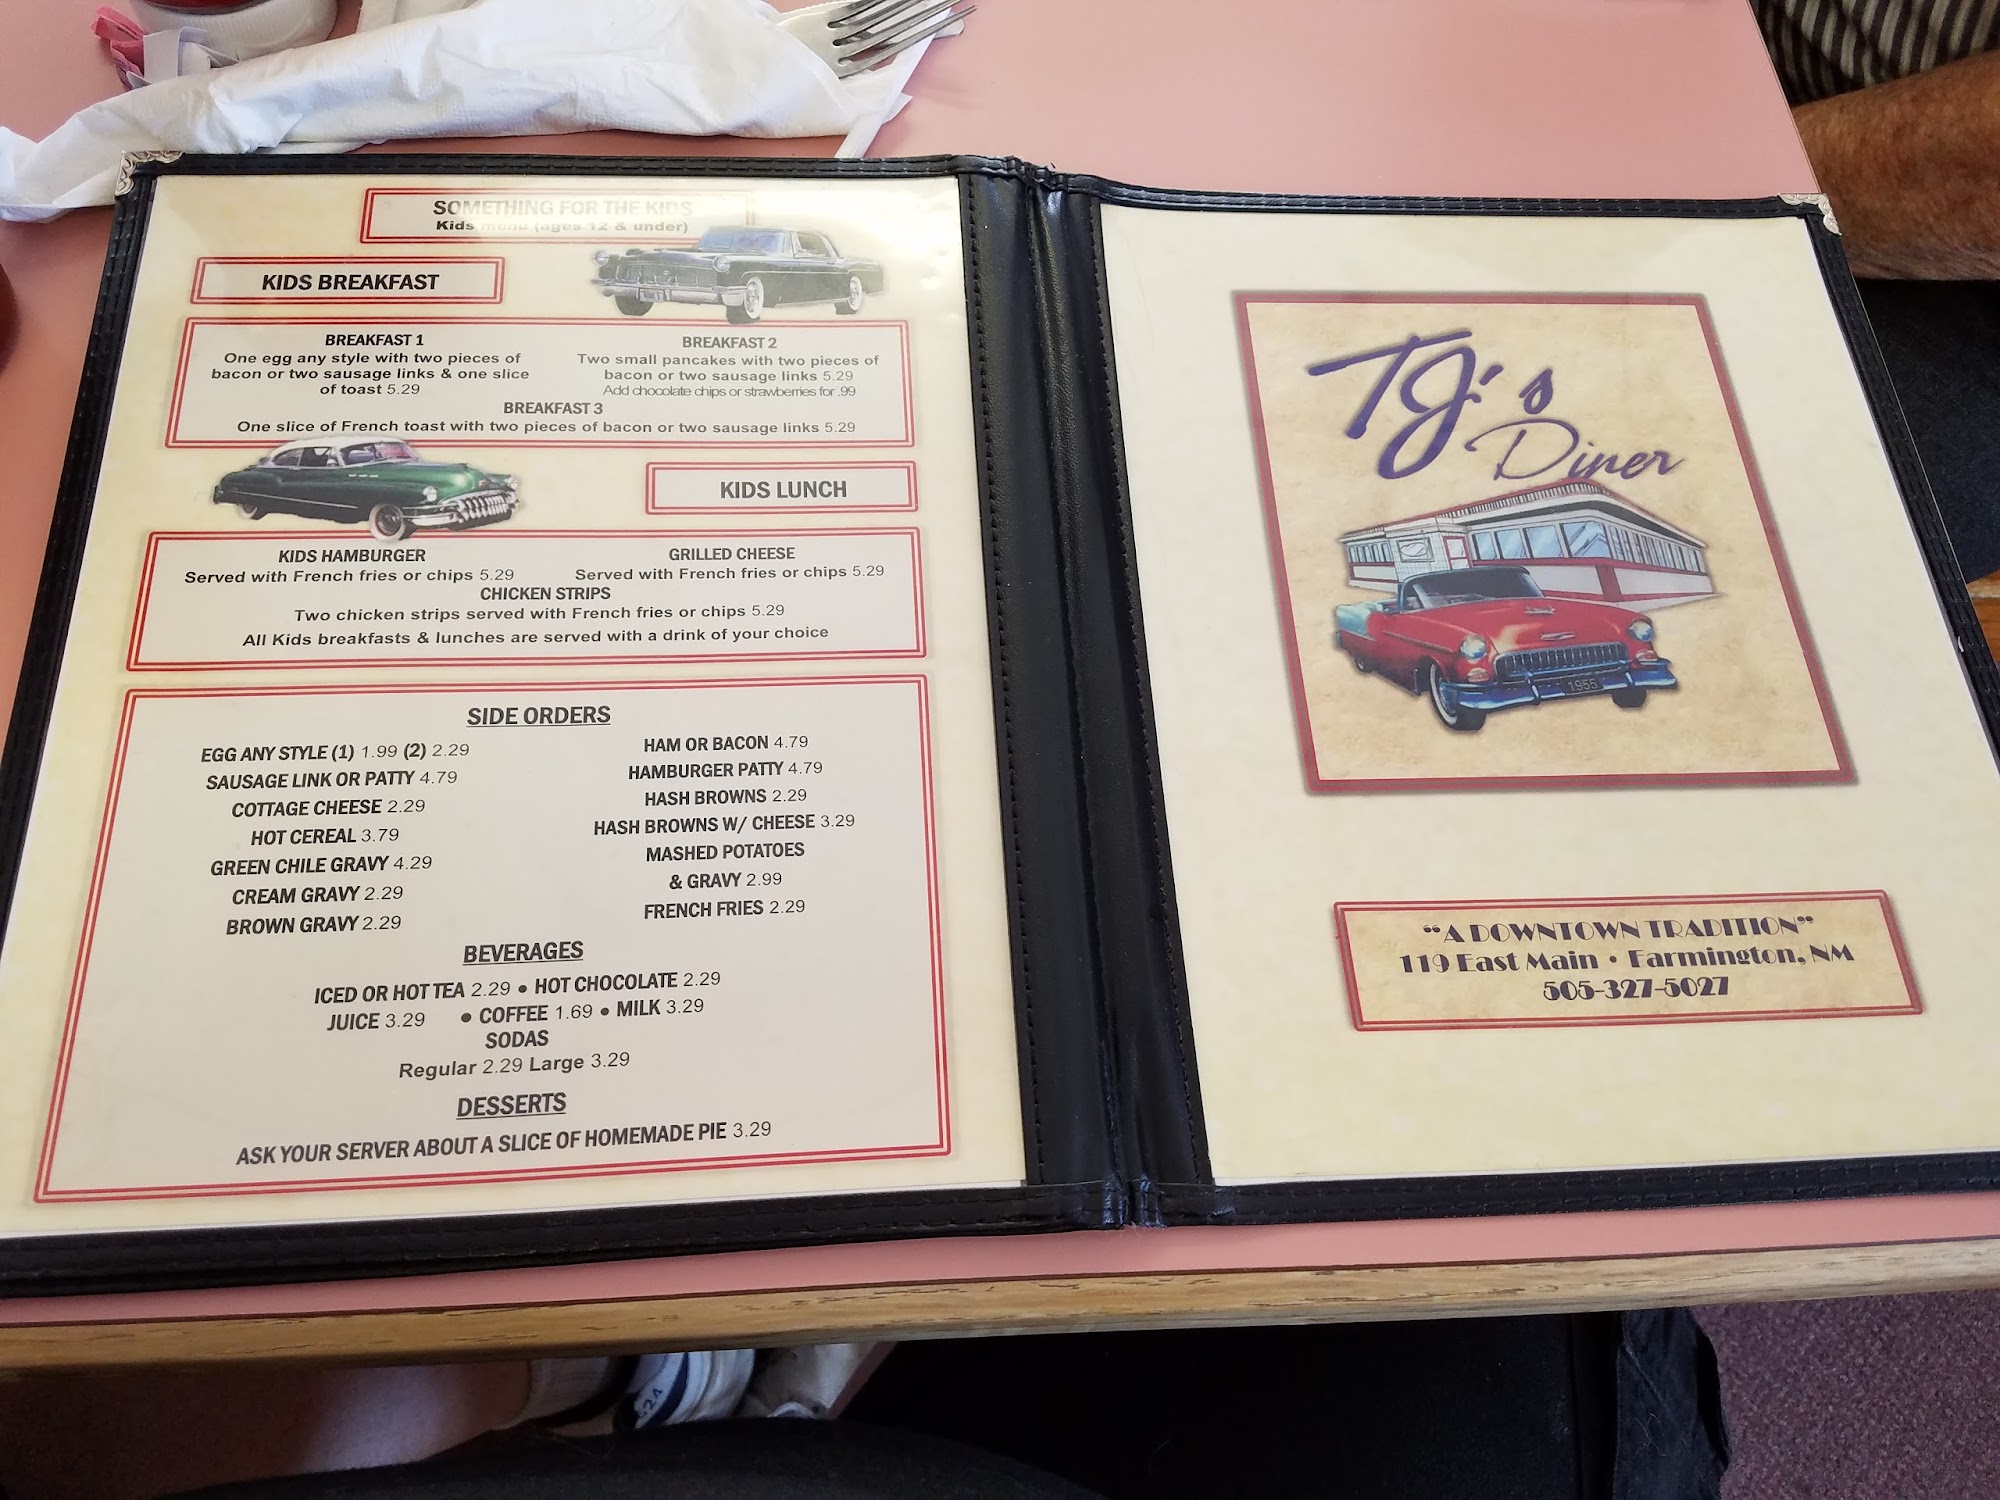 SOMETHING FOR THE KIDS
Kids menu (ages 12 & under)
KIDS BREAKFAST
BREAKFAST 1
One egg any style with two pieces of
bacon or two sausage links & one slice
of toast 5.29
BREAKFAST 2
Two small pancakes with two pieces of
bacon or two sausage links 5.29
Add chocolate chips or strawberries for .99
BREAKFAST 3
One slice of French toast with two pieces of bacon or two sausage links 5.29
KIDS LUNCH
KIDS HAMBURGER
Served with French fries or chips 5.29
GRILLED CHEESE
Served with French fries or chips 5.29
CHICKEN STRIPS
Two chicken strips served with French fries or chips 5.29
All Kids breakfasts & lunches are served with a drink of your choice
SIDE ORDERS
EGG ANY STYLE (1) 1.99 (2) 2.29
SAUSAGE LINK OR PATTY 4.79
COTTAGE CHEESE 2.29
HOT CEREAL 3.79
GREEN CHILE GRAVY 4.29
CREAM GRAVY 2.29
BROWN GRAVY 2.29
HAM OR BACON 4.79
HAMBURGER PATTY 4.79
HASH BROWNS 2.29
HASH BROWNS W/ CHEESE 3.29
MASHED POTATOES
& GRAVY 2.99
FRENCH FRIES 2.29
BEVERAGES
ICED OR HOT TEA 2.29 • HOT CHOCOLATE 2.29
JUICE 3.29 • COFFEE 1.69 • MILK 3.29
SODAS
Regular 2.29 Large 3.29
DESSERTS
ASK YOUR SERVER ABOUT A SLICE OF HOMEMADE PIE 3.29
TJ's
Diner
1955
"A DOWNTOWN TRADITION"
119 East Main • Farmington, NM
505-327-5027
624